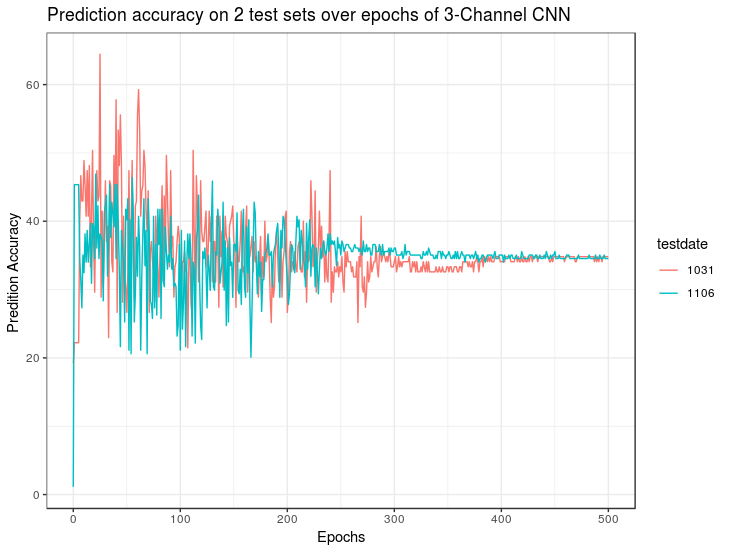 Prediction accuracy on 2 test sets over epochs of 3-Channel CNN
Predition Accuracy
60
40
20
0
0 100 200 300 400 500
Epochs
testdate
1031
1106